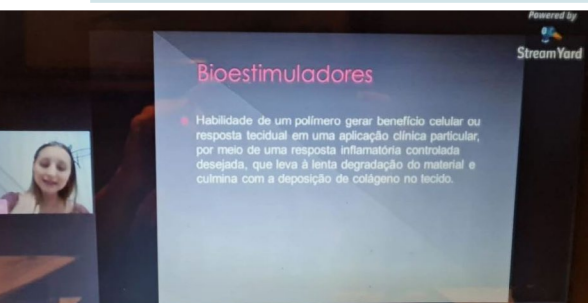 Powered by
StreamYard
Bioestimuladores
Habilidade de um polímero gerar benefício celular ou
resposta tecidual em uma aplicação clínica particular,
por meio de uma resposta inflamatória controlada
desejada, que leva à lenta degradação do material e
culmina com a deposição de colágeno no tecido.